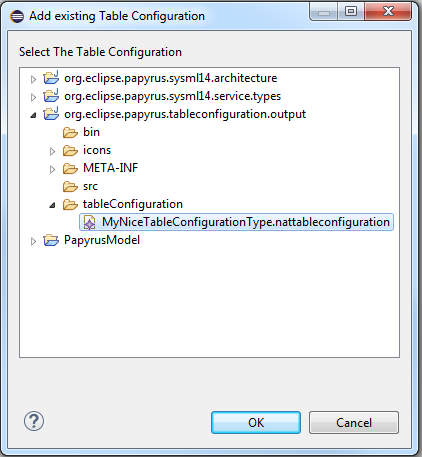 Add existing Table Configuration
Select The Table Configuration
org.eclipse.papyrus.sysml14.architecture
org.eclipse.papyrus.sysml14.service.types
org.eclipse.papyrus.tableconfiguration.output
bin
icons
META-INF
src
tableConfiguration
MyNiceTableConfigurationType.nattableconfiguration
PapyrusModel
?
OK Cancel